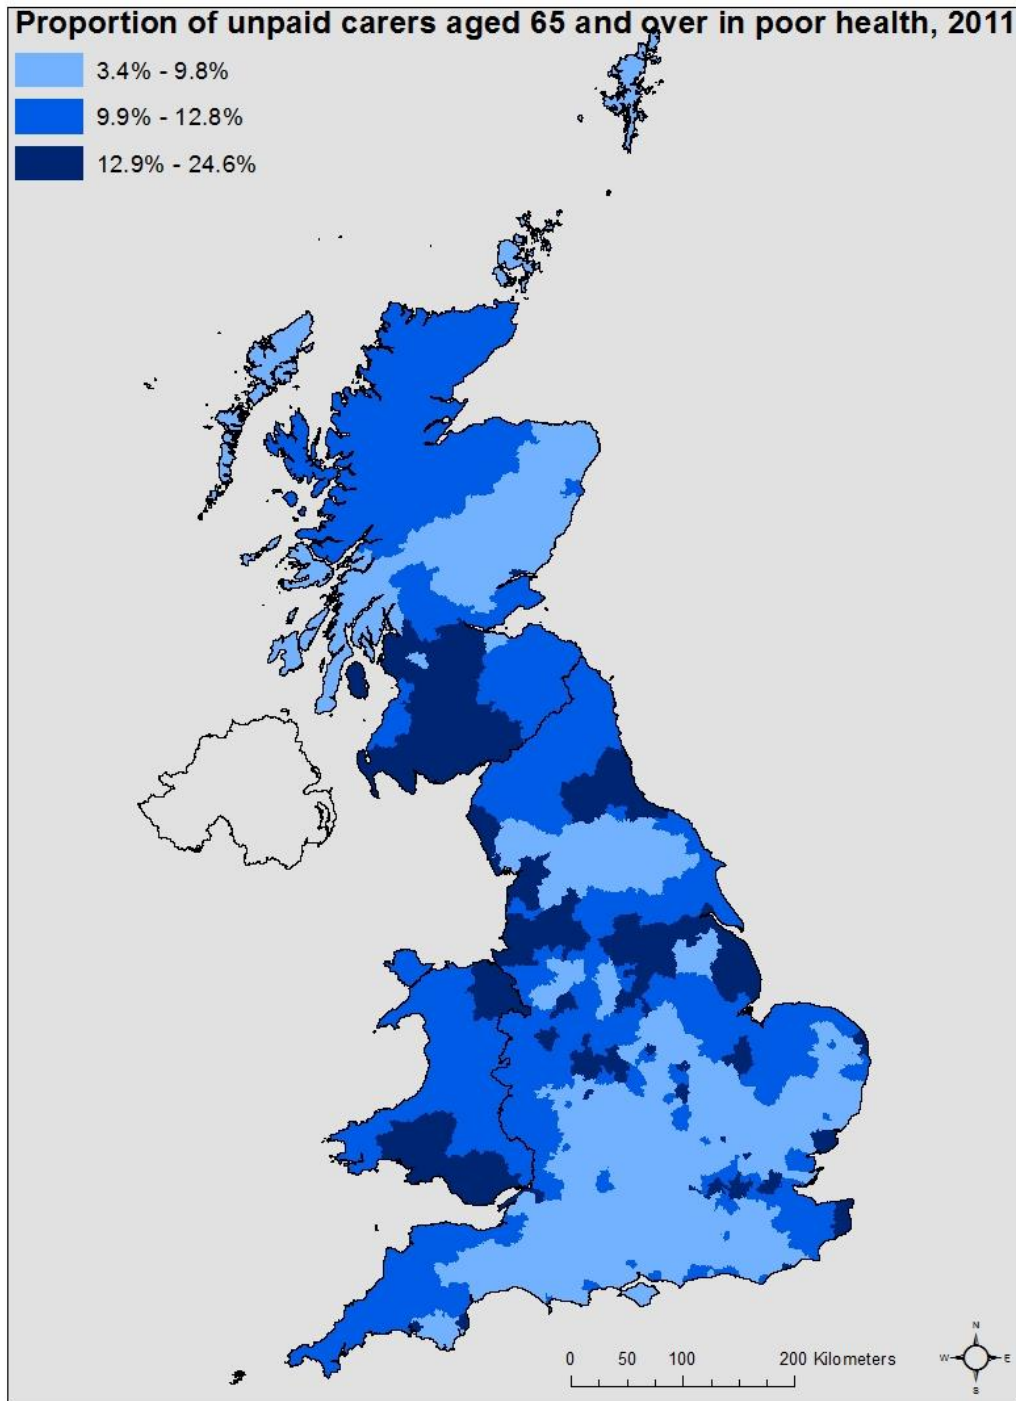 Proportion of unpaid carers aged 65 and over in poor health, 2011
3.4% - 9.8%
9.9% - 12.8%
12.9% - 24.6%
N
W E
S
0 50 100 200 Kilometers